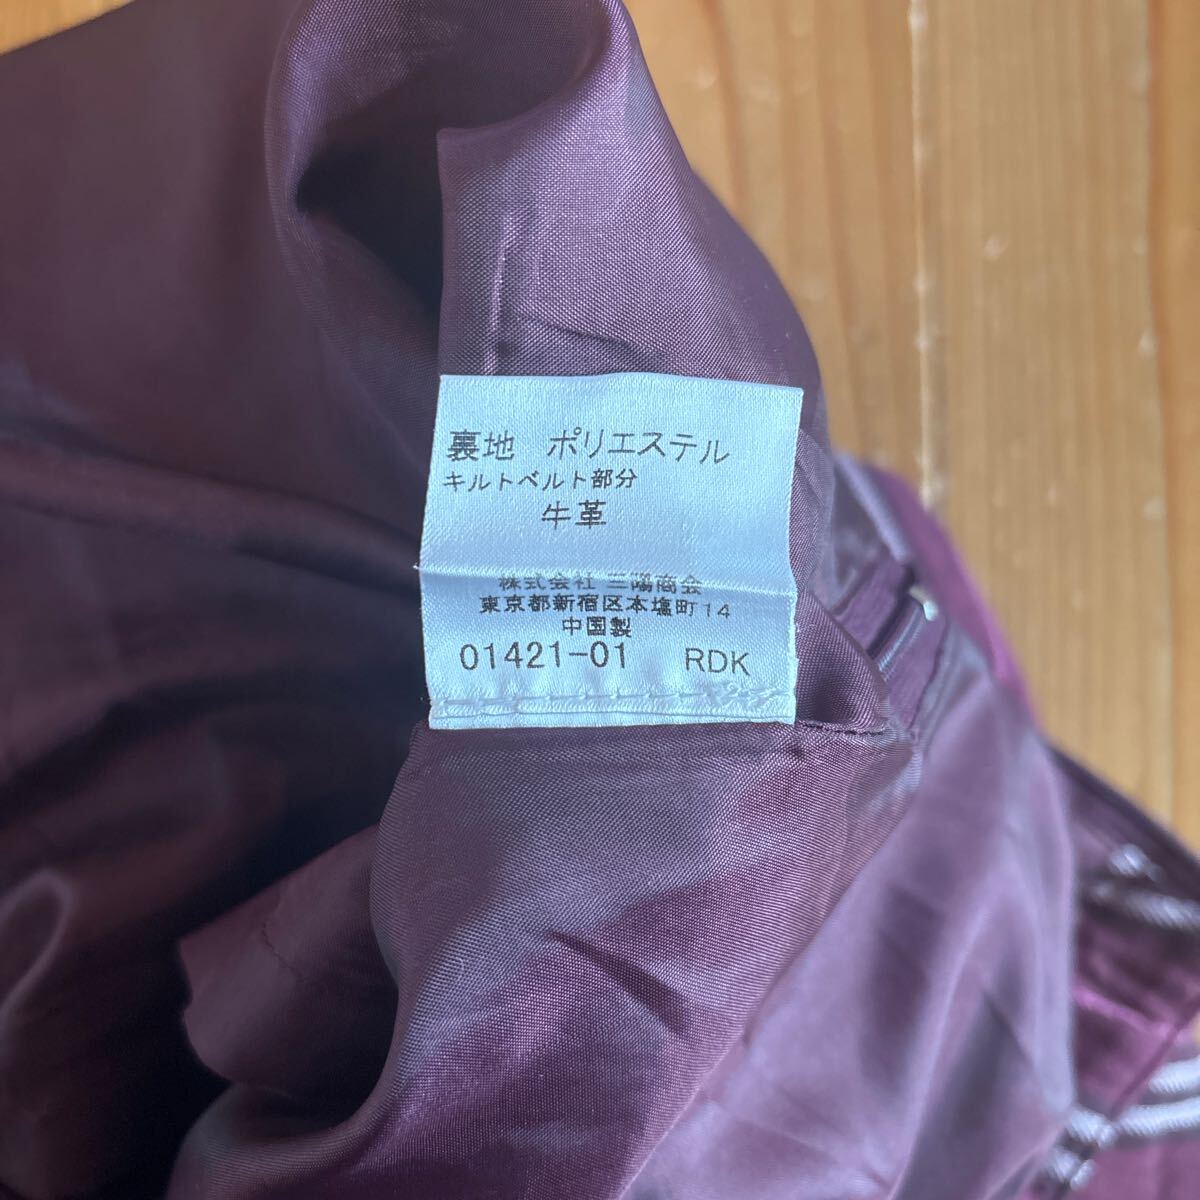 裏地　ポリエステル
キルトベルト部分
牛革
株式会社 三陽商会
東京都新宿区本塩町14
中国製
01421-01　RDK